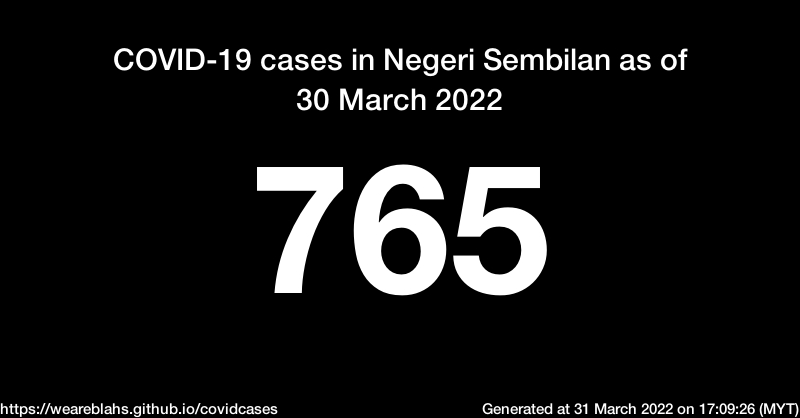 COVID-19 cases in Negeri Sembilan as of
30 March 2022
765
https://weareblahs.github.io/covidcases
Generated at 31 March 2022 on 17:09:26 (MYT)